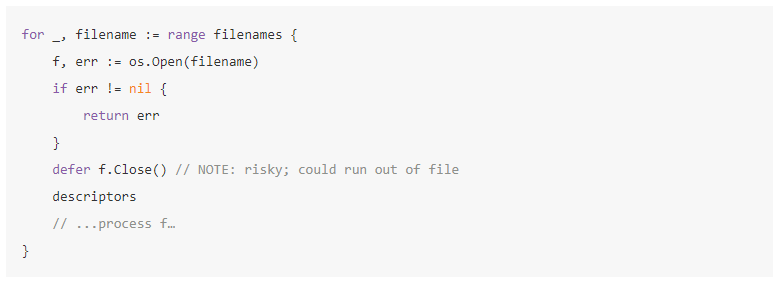 for _, filename := range filenames {
    f, err := os.Open(filename)
    if err != nil {
        return err
    }
    defer f.Close() // NOTE: risky; could run out of file
    descriptors
    // ...process f…
}